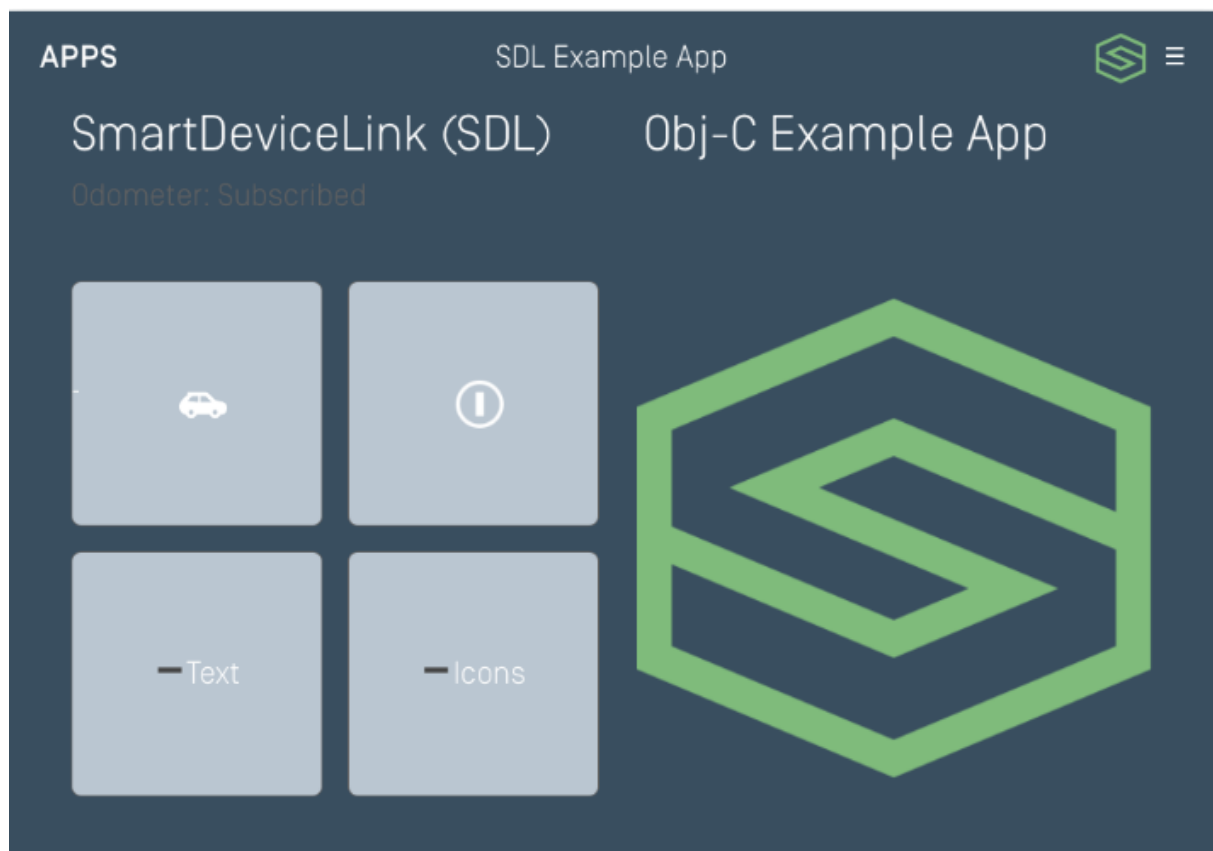 APPS SDL Example App
SmartDeviceLink (SDL) Obj-C Example App
Odometer: Subscribed
Text Icons